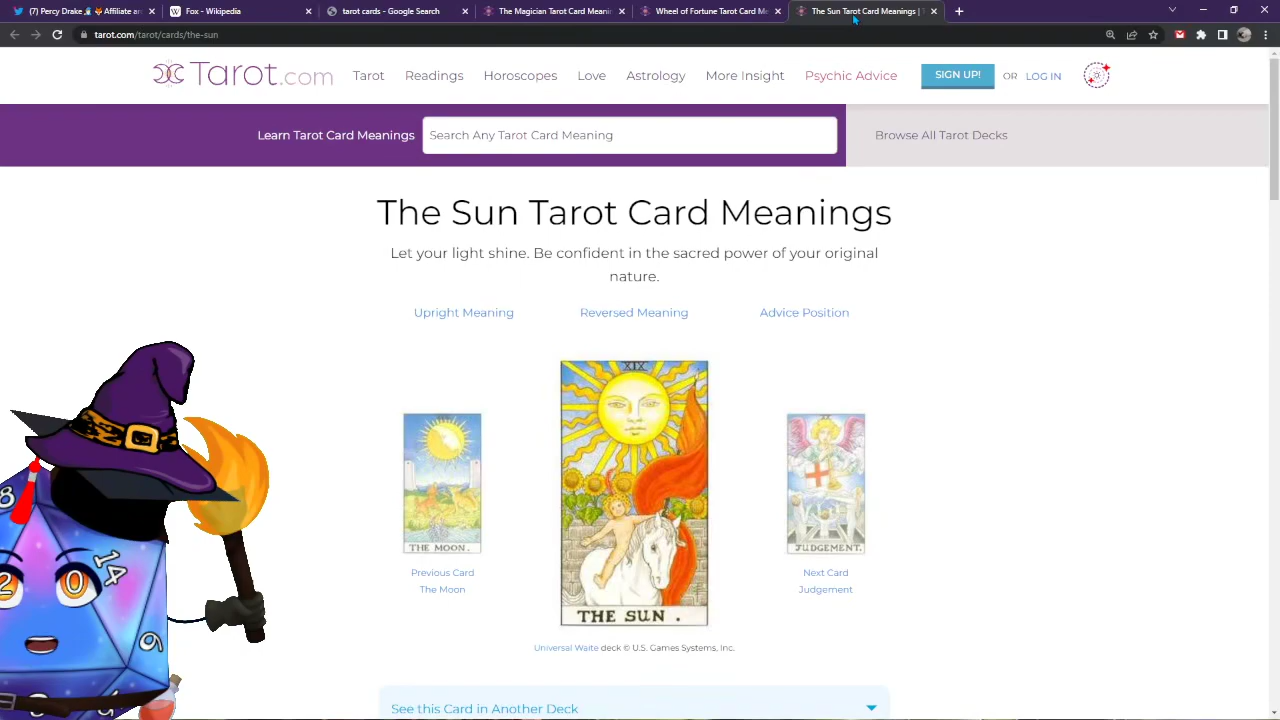 Percy Drake🐉 🦊 Affiliate an
Fox - Wikipedia
tarot cards - Google Search
The Magician Tarot Card Meani
Wheel of Fortune Tarot Card M
The Sun Tarot Card Meanings |
tarot.com/tarot/cards/the-sun
Tarot.com
Tarot Readings Horoscopes Love Astrology More Insight Psychic Advice SIGN UP! OR LOG IN
Learn Tarot Card Meanings Search Any Tarot Card Meaning Browse All Tarot Decks
The Sun Tarot Card Meanings
Let your light shine. Be confident in the sacred power of your original
nature.
Upright Meaning Reversed Meaning Advice Position
XIX
THE MOON.
THE SUN .
JUDGEMENT.
Previous Card
The Moon
Next Card
Judgement
Universal Waite deck © U.S. Games Systems, Inc.
See this Card in Another Deck
8
14
20
6